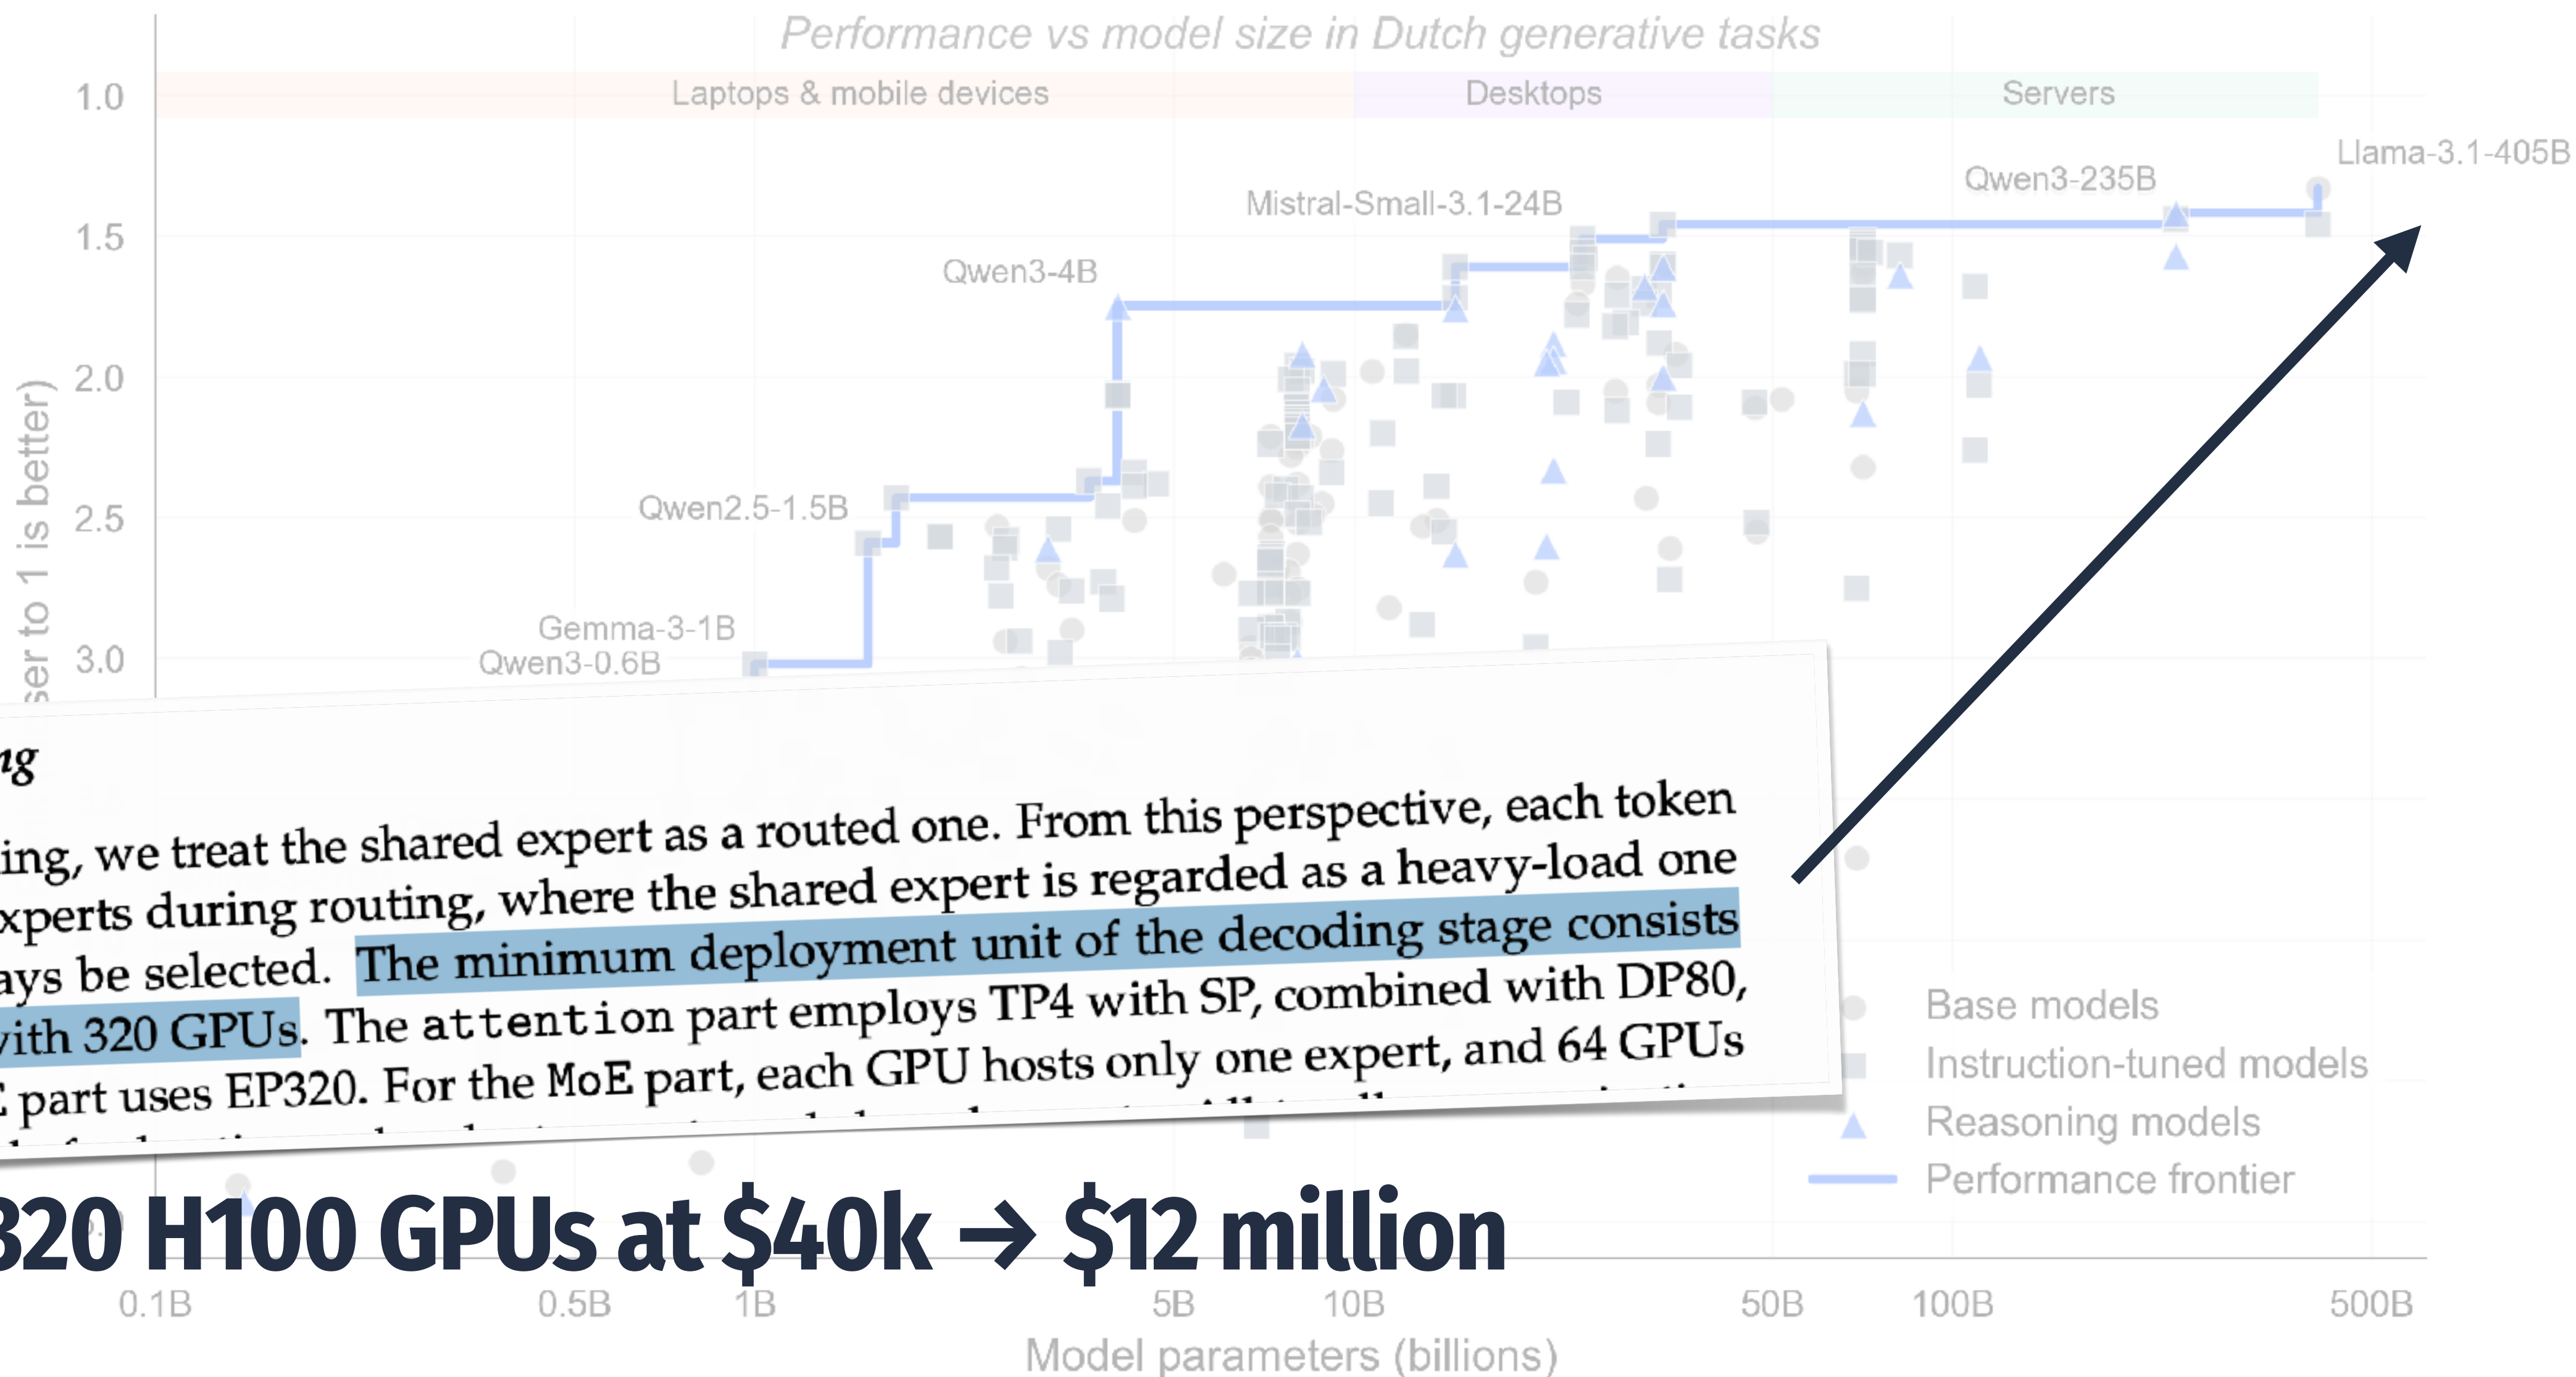 Performance vs model size in Dutch generative tasks
Laptops & mobile devices
Desktops
Servers
1.0
1.5
2.0
2.5
3.0
ser to 1 is better)
Llama-3.1-405B
Qwen3-235B
Mistral-Small-3.1-24B
Qwen3-4B
Qwen2.5-1.5B
Gemma-3-1B
Qwen3-0.6B
ng
ing, we treat the shared expert as a routed one. From this perspective, each token
xperts during routing, where the shared expert is regarded as a heavy-load one
ays be selected. The minimum deployment unit of the decoding stage consists
with 320 GPUs. The attention part employs TP4 with SP, combined with DP80,
E part uses EP320. For the MoE part, each GPU hosts only one expert, and 64 GPUs
Base models
Instruction-tuned models
Reasoning models
Performance frontier
320 H100 GPUs at $40k → $12 million
0.1B
0.5B
1B
5B
10B
50B
100B
500B
Model parameters (billions)